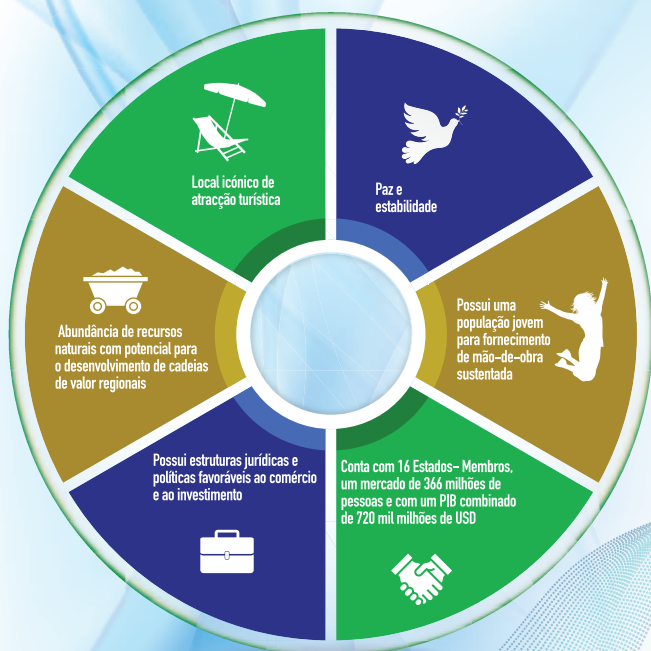 Local icónico de
atracção turística
Paz e
estabilidade
Possui uma
população jovem
para fornecimento
de mão-de-obra
sustentada
Conta com 16 Estados- Membros,
um mercado de 366 milhões de
pessoas e com um PIB combinado
de 720 mil milhões de USD
Possui estruturas jurídicas e
políticas favoráveis ao comércio
e ao investimento
Abundância de recursos
naturais com potencial para
o desenvolvimento de cadeias
de valor regionais